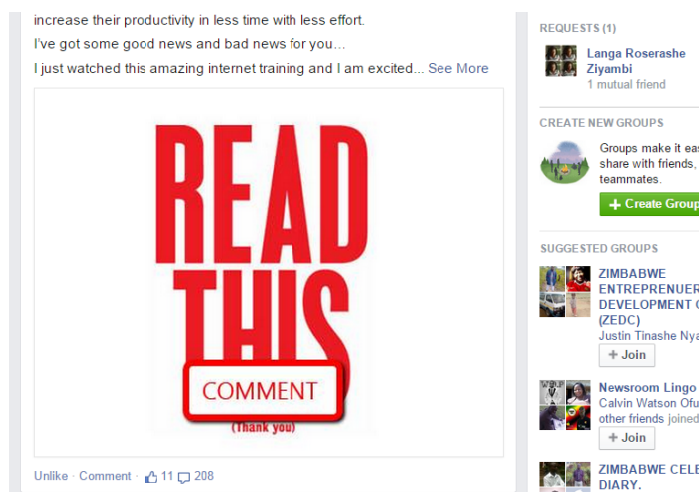 increase their productivity in less time with less effort.
I've got some good news and bad news for you...
I just watched this amazing internet training and I am excited... See More
READ
THIS
COMMENT
(Thank you)
Unlike · Comment · 11 208
REQUESTS (1)
Langa Roserashe
Ziyambi
1 mutual friend
CREATE NEW GROUPS
Groups make it
share with friends,
teammates.
+ Create
SUGGESTED GROUPS
ZIMBABWE
DEVELOPMENT
(ZEDC)
Justin Tinashe
+ Join
Newsroom Lingo
Calvin Watson
other friends joined
+ Join
ZIMBABWE
DIARY.